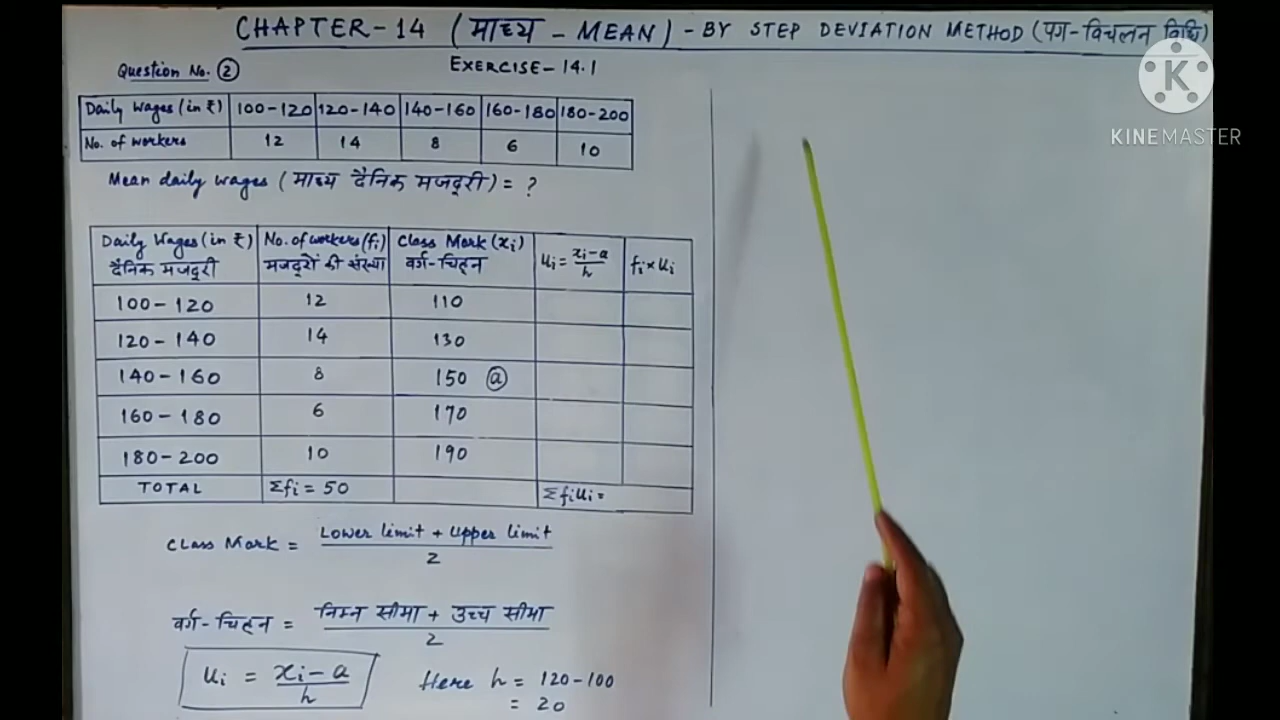 CHAPTER-14 (माध्य - MEAN) - BY STEP DEVIATION METHOD (पग-विचलन विधि)
EXERCISE-14.1
Question No. 2
K
KINEMASTER
Daily Wages (in ₹) 100-120 120-140 140-160 160-180 180-200
No. of workers 12 14 8 6 10
Mean daily wages (माध्य दैनिक मजदूरी) = ?
Daily Wages (in ₹) No. of workers (fi) Class Mark (xi) ui = xi-a/h fi × ui
दैनिक मजदूरी मजदूरों की संख्या वर्ग-चिहन
100-120 12 110
120-140 14 130
140-160 8 150 a
160-180 6 170
180-200 10 190
TOTAL Σfi = 50 Σfiui =
Class Mark = Lower limit + Upper limit
2
वर्ग-चिहन = निम्न सीमा + उच्च सीमा
2
ui = xi-a/h Here h = 120-100
= 20